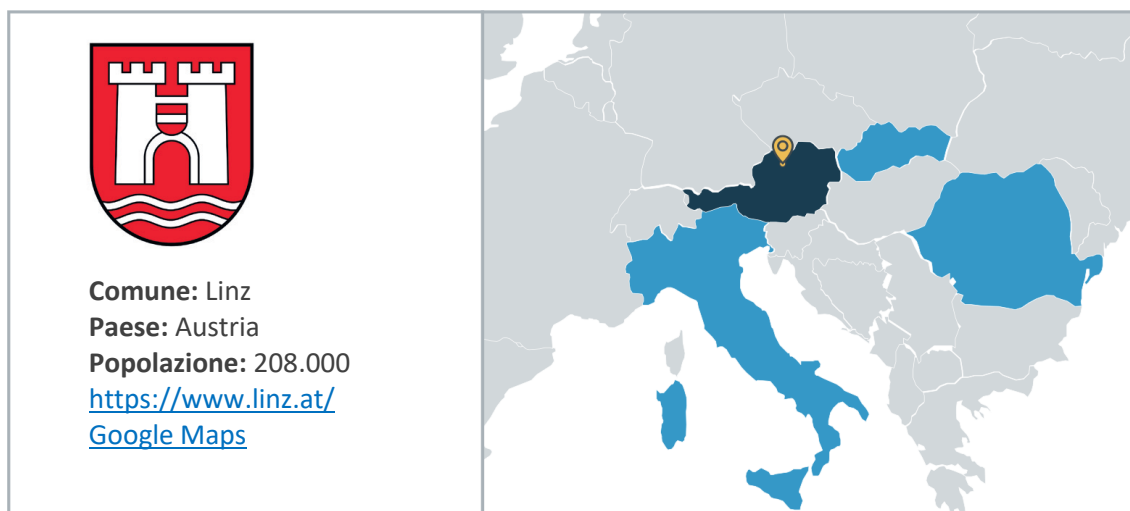 Comune: Linz
Paese: Austria
Popolazione: 208.000
https://www.linz.at/
Google Maps